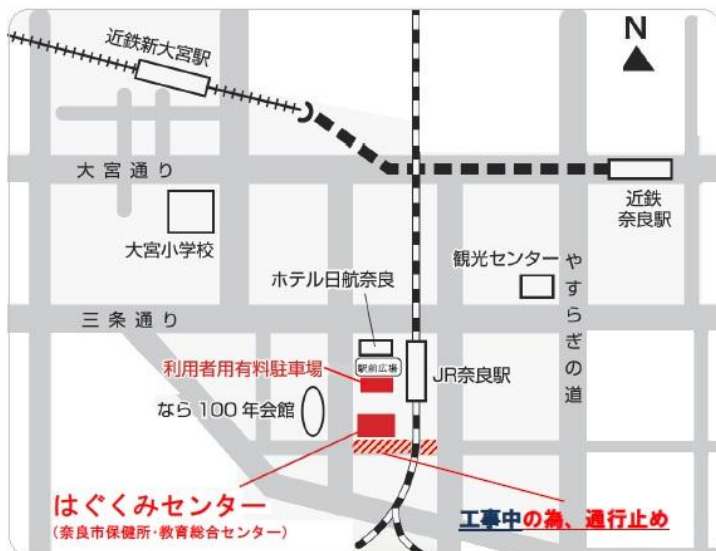 近鉄新大宮駅
N
大宮通り
近鉄
奈良駅
大宮小学校
観光センター
やすらぎの道
ホテル日航奈良
三条通り
駅前広場
利用者用有料駐車場
JR奈良駅
なら100年会館
はぐくみセンター
(奈良市保健所・教育総合センター)
工事中の為、通行止め